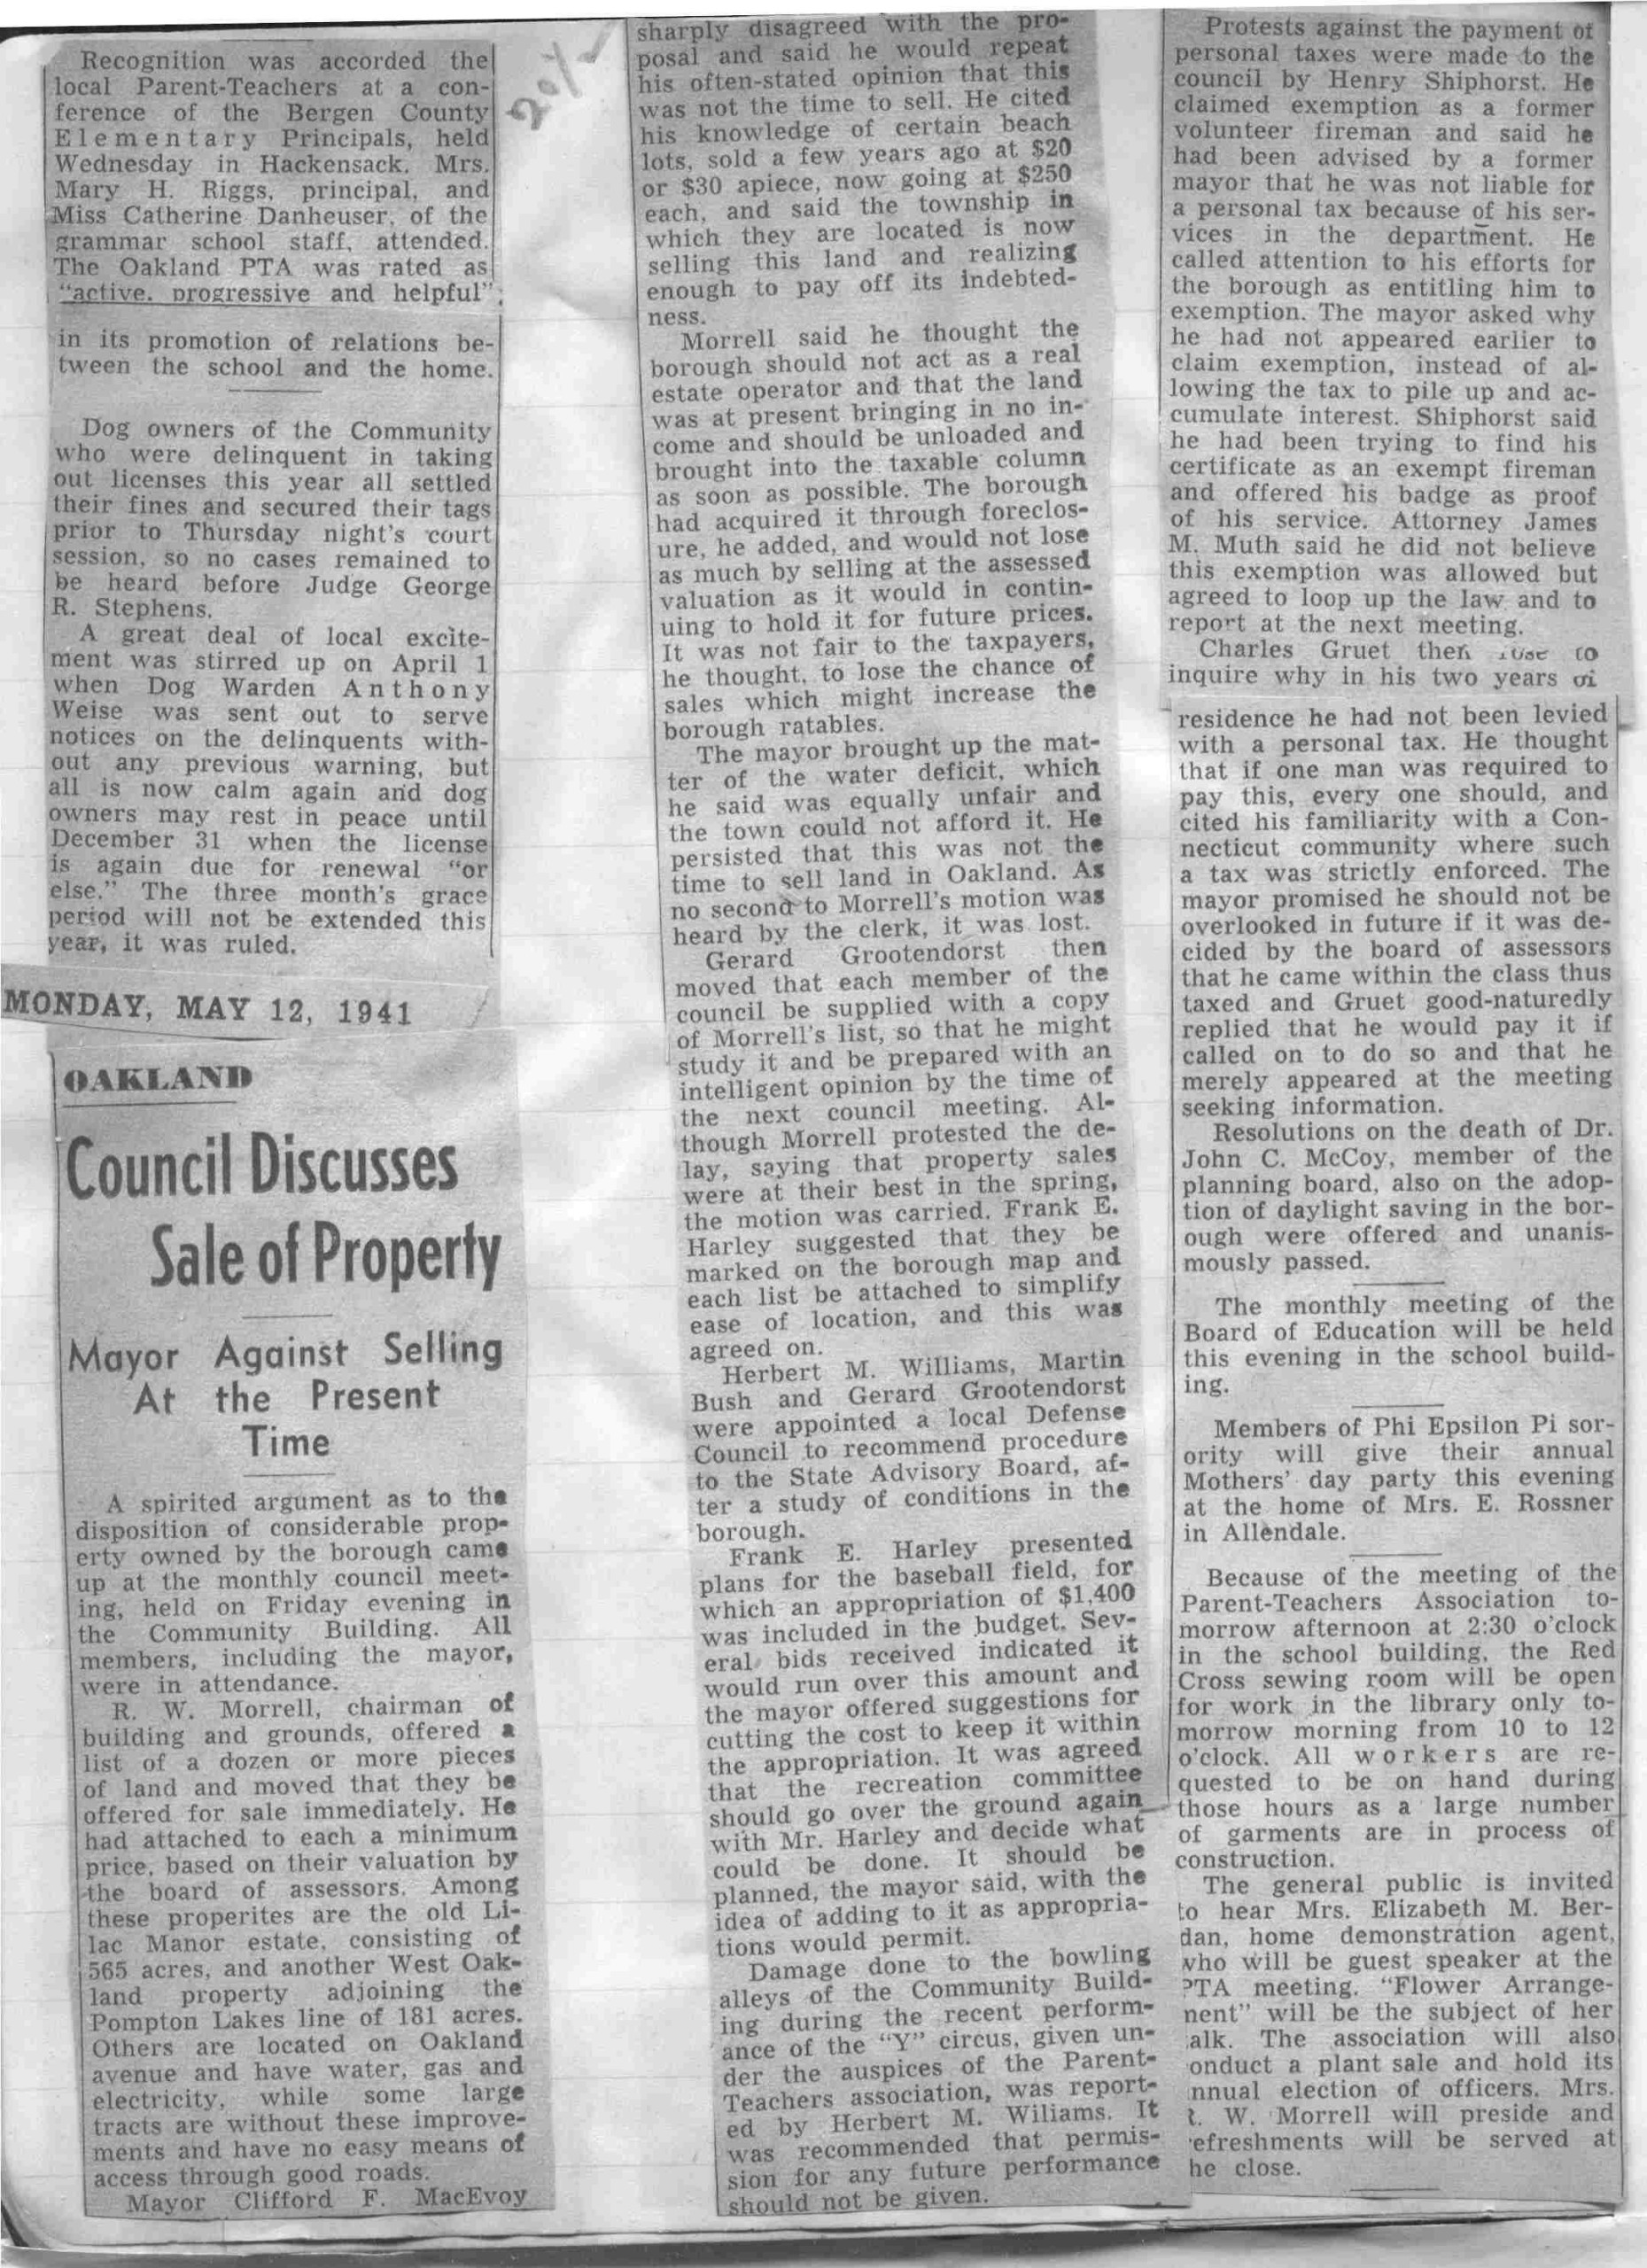 Recognition was accorded the
local Parent-Teachers at a con-
ference of the Bergen County
Elementary Principals, held
Wednesday in Hackensack. Mrs.
Mary H. Riggs, principal, and
Miss Catherine Danheuser, of the
grammar school staff, attended.
The Oakland PTA was rated as
"active, progressive and helpful"
in its promotion of relations be-
tween the school and the home.
Dog owners of the Community
who were delinquent in taking
out licenses this year all settled
their fines and secured their tags
prior to Thursday night's court
session, so no cases remained to
be heard before Judge George
R. Stephens.
A great deal of local excite-
ment was stirred up on April 1
when Dog Warden Anthony
Weise was sent out to serve
notices on the delinquents with-
out any previous warning, but
all is now calm again and dog
owners may rest in peace until
December 31 when the license
is again due for renewal "or
else." The three month's grace
period will not be extended this
year, it was ruled.
MONDAY, MAY 12, 1941
OAKLAND
Council Discusses
Sale of Property
Mayor Against Selling
At the Present
Time
A spirited argument as to the
disposition of considerable prop-
erty owned by the borough came
up at the monthly council meet-
ing, held on Friday evening in
the Community Building. All
members, including the mayor,
were in attendance.
R. W. Morrell, chairman of
building and grounds, offered a
list of a dozen or more pieces
of land and moved that they be
offered for sale immediately. He
had attached to each a minimum
price, based on their valuation by
the board of assessors. Among
these properites are the old Li-
lac Manor estate, consisting of
565 acres, and another West Oak-
land property adjoining the
Pompton Lakes line of 181 acres.
Others are located on Oakland
avenue and have water, gas and
electricity, while some large
tracts are without these improve-
ments and have no easy means of
access through good roads.
Mayor Clifford F. MacEvoy
sharply disagreed with the pro-
posal and said he would repeat
his often-stated opinion that this
was not the time to sell. He cited
his knowledge of certain beach
lots, sold a few years ago at $20
or $30 apiece, now going at $250
each, and said the township in
which they are located is now
selling this land and realizing
enough to pay off its indebted-
ness.
Morrell said he thought the
borough should not act as a real
estate operator and that the land
was at present bringing in no in-
come and should be unloaded and
brought into the taxable column
as soon as possible. The borough
had acquired it through foreclos-
ure, he added, and would not lose
as much by selling at the assessed
valuation as it would in contin-
uing to hold it for future prices.
It was not fair to the taxpayers,
he thought, to lose the chance of
sales which might increase the
borough ratables.
The mayor brought up the mat-
ter of the water deficit, which
he said was equally unfair and
the town could not afford it. He
persisted that this was not the
time to sell land in Oakland. As
no second to Morrell's motion was
heard by the clerk, it was lost.
Gerard Grootendorst then
moved that each member of the
council be supplied with a copy
of Morrell's list, so that he might
study it and be prepared with an
intelligent opinion by the time of
the next council meeting. Al-
though Morrell protested the de-
lay, saying that property sales
were at their best in the spring,
the motion was carried. Frank E.
Harley suggested that they be
marked on the borough map and
each list be attached to simplify
ease of location, and this was
agreed on.
Herbert M. Williams, Martin
Bush and Gerard Grootendorst
were appointed a local Defense
Council to recommend procedure
to the State Advisory Board, af-
ter a study of conditions in the
borough.
Frank E. Harley presented
plans for the baseball field, for
which an appropriation of $1,400
was included in the budget. Sev-
eral bids received indicated it
would run over this amount and
the mayor offered suggestions for
cutting the cost to keep it within
the appropriation. It was agreed
that the recreation committee
should go over the ground again
with Mr. Harley and decide what
could be done. It should be
planned, the mayor said, with the
idea of adding to it as appropria-
tions would permit.
Damage done to the bowling
alleys of the Community Build-
ing during the recent perform-
ance of the "Y" circus, given un-
der the auspices of the Parent-
Teachers association, was report-
ed by Herbert M. Wiliams. It
was recommended that permis-
sion for any future performance
should not be given.
Protests against the payment of
personal taxes were made to the
council by Henry Shiphorst. He
claimed exemption as a former
volunteer fireman and said he
had been advised by a former
mayor that he was not liable for
a personal tax because of his ser-
vices in the department. He
called attention to his efforts for
the borough as entitling him to
exemption. The mayor asked why
he had not appeared earlier to
claim exemption, instead of al-
lowing the tax to pile up and ac-
cumulate interest. Shiphorst said
he had been trying to find his
certificate as an exempt fireman
and offered his badge as proof
of his service. Attorney James
M. Muth said he did not believe
this exemption was allowed but
agreed to loop up the law and to
report at the next meeting.
Charles Gruet then to
inquire why in his two years of
residence he had not been levied
with a personal tax. He thought
that if one man was required to
pay this, every one should, and
cited his familiarity with a Con-
necticut community where such
a tax was strictly enforced. The
mayor promised he should not be
overlooked in future if it was de-
cided by the board of assessors
that he came within the class thus
taxed and Gruet good-naturedly
replied that he would pay it if
called on to do so and that he
merely appeared at the meeting
seeking information.
Resolutions on the death of Dr.
John C. McCoy, member of the
planning board, also on the adop-
tion of daylight saving in the bor-
ough were offered and unanis-
mously passed.
The monthly meeting of the
Board of Education will be held
this evening in the school build-
ing.
Members of Phi Epsilon Pi sor-
ority will give their annual
Mothers' day party this evening
at the home of Mrs. E. Rossner
in Allendale.
Because of the meeting of the
Parent-Teachers Association to-
morrow afternoon at 2:30 o'clock
in the school building, the Red
Cross sewing room will be open
for work in the library only to-
morrow morning from 10 to 12
o'clock. All workers are re-
quested to be on hand during
those hours as a large number
of garments are in process of
construction.
The general public is invited
to hear Mrs. Elizabeth M. Ber-
dan, home demonstration agent,
who will be guest speaker at the
PTA meeting. "Flower Arrange-
nent" will be the subject of her
alk. The association will also
onduct a plant sale and hold its
nnual election of officers. Mrs.
R. W. Morrell will preside and
efreshments will be served at
he close.